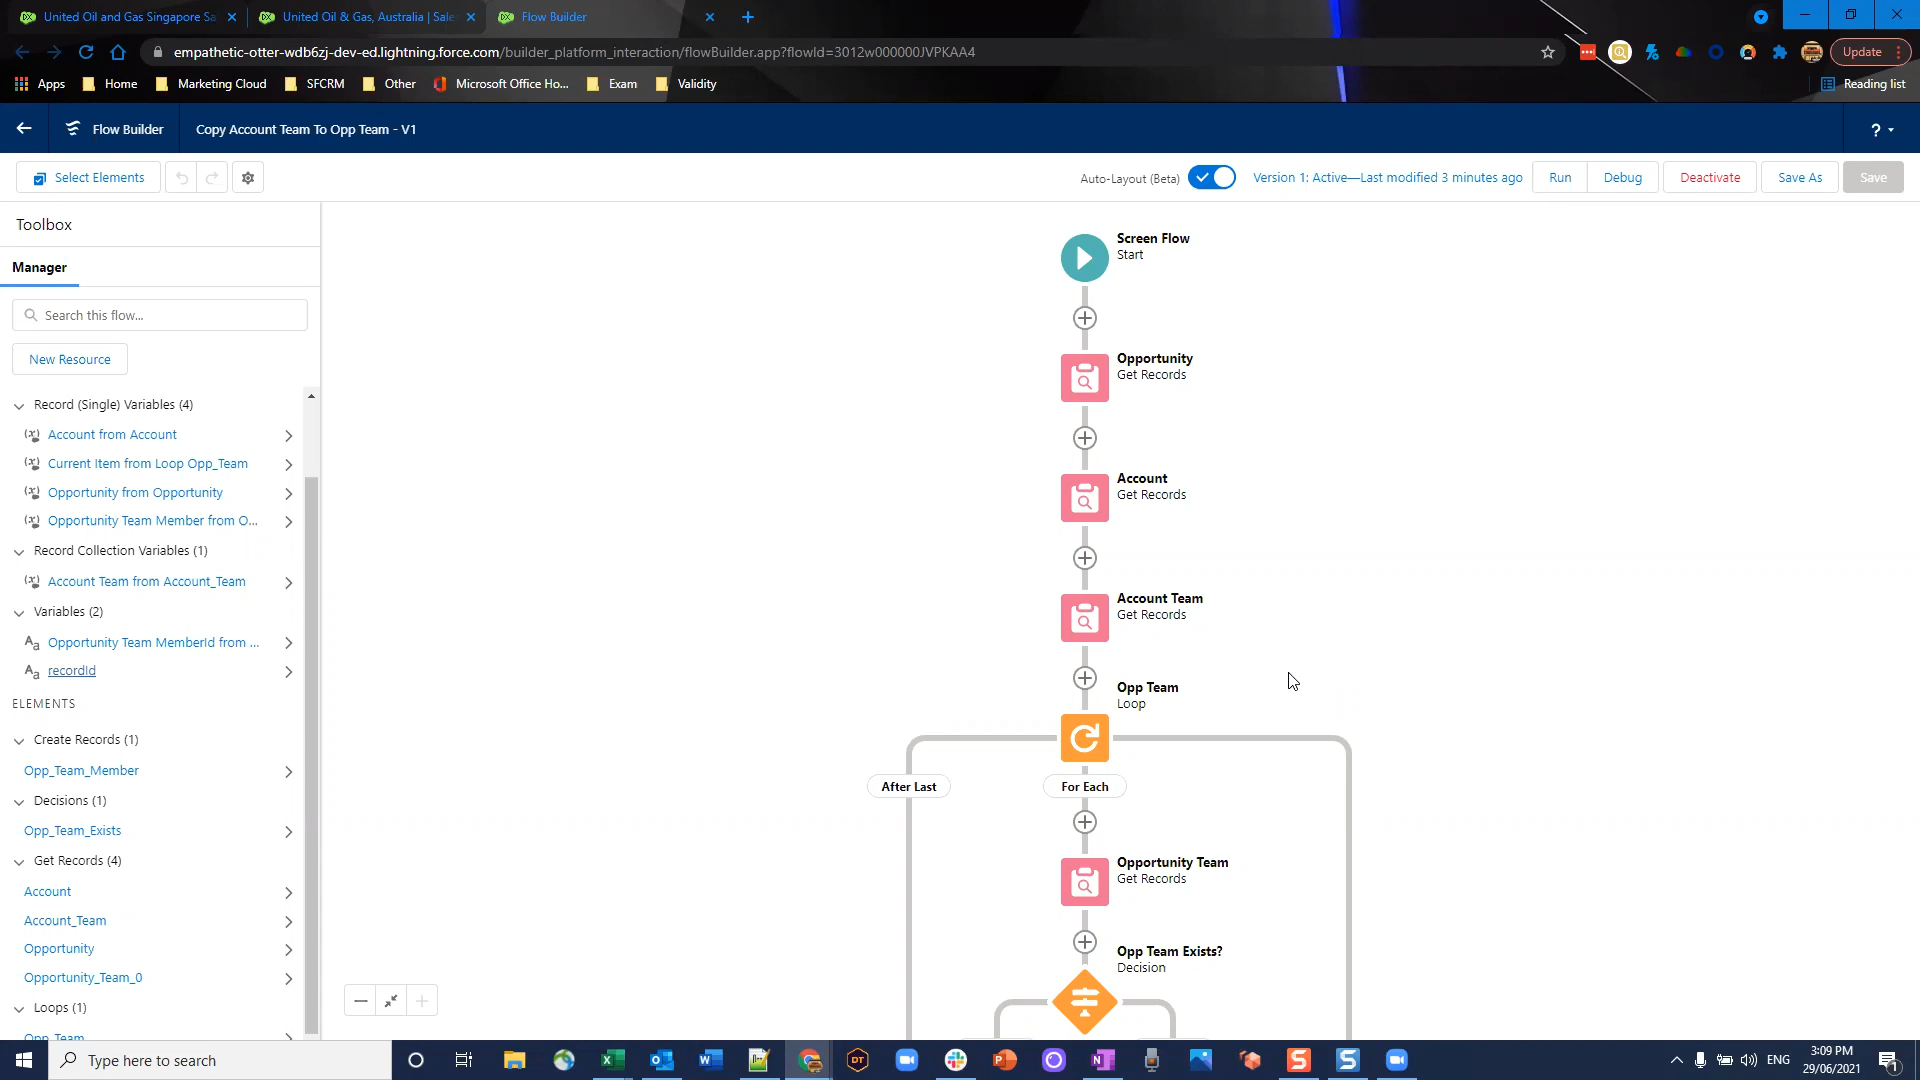 United Oil and Gas Singapore Sa
United Oil & Gas, Australia | Sale
Flow Builder
empathetic-otter-wdb6zj-dev-ed.lightning.force.com/builder_platform_interaction/flowBuilder.app?flowId=3012w000000JVPKAA4
Update
Apps
Home
Marketing Cloud
SFCRM
Other
Microsoft Office Ho...
Exam
Validity
Reading list
Flow Builder
Copy Account Team To Opp Team - V1
?
Select Elements
Auto-Layout (Beta)
Version 1: Active—Last modified 3 minutes ago
Run
Debug
Deactivate
Save As
Save
Toolbox
Manager
Search this flow...
New Resource
Record (Single) Variables (4)
Account from Account
Current Item from Loop Opp_Team
Opportunity from Opportunity
Opportunity Team Member from O...
Record Collection Variables (1)
Account Team from Account_Team
Variables (2)
Opportunity Team MemberId from ...
recordId
ELEMENTS
Create Records (1)
Opp_Team_Member
Decisions (1)
Opp_Team_Exists
Get Records (4)
Account
Account_Team
Opportunity
Opportunity_Team_0
Loops (1)
Opp_Team
Screen Flow
Start
Opportunity
Get Records
Account
Get Records
Account Team
Get Records
Opp Team
Loop
After Last
For Each
Opportunity Team
Get Records
Opp Team Exists?
Decision
Type here to search
ENG
3:09 PM
29/06/2021